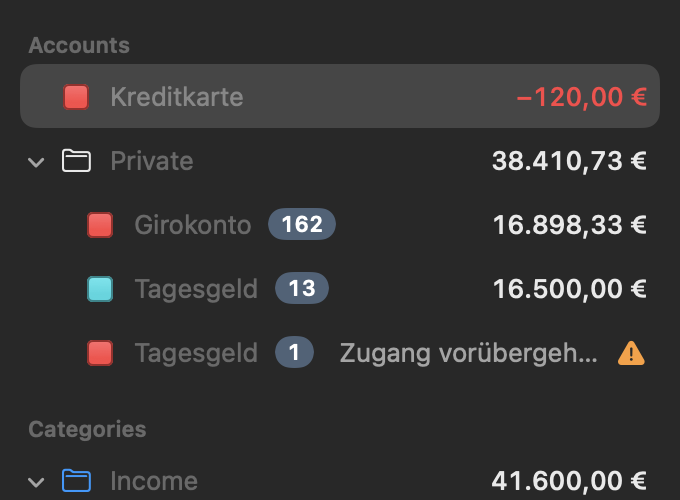 Accounts
Kreditkarte –120,00 €
Private 38.410,73 €
Girokonto 162 16.898,33 €
Tagesgeld 13 16.500,00 €
Tagesgeld 1 Zugang vorübergeh...
Categories
Income 41.600,00 €